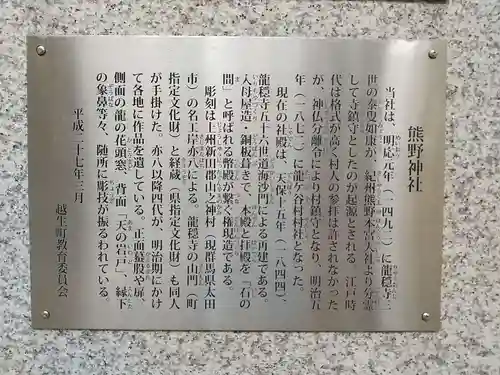 熊野神社
当社は、明応元年(一四九二)に龍穏寺三
世の泰叟如康が、紀州熊野本宮大社より分霊
して寺鎮守としたのが起源とされる。江戸時
代は格式が高く村人の参拝は許されなかった
が、神仏分離令により村鎮守となり、明治五
年(一八七二)に龍ケ谷村村社となった。
現在の社殿は、天保十五年(一八四四)
龍穏寺五十六世道海沙門による再建である。
入母屋造・銅板葺きで、本殿と拝殿を「石の
間」と呼ばれる幣殿が繋ぐ権現造である。
彫刻は上州新田郡山之神村(現群馬県太田
市)の名工岸亦八による。龍穏寺の山門(町
指定文化財)と経蔵(県指定文化財)も同人
が手掛けた。亦八以降四代が、明治期にかけ
て各地に作品を遺している。正面蟇股や扉、
側面の龍の花頭窓、背面「天の岩戸」、縁下
の象鼻等々、随所に彫技が振るわれている。
平成二十七年三月
越生町教育委員会